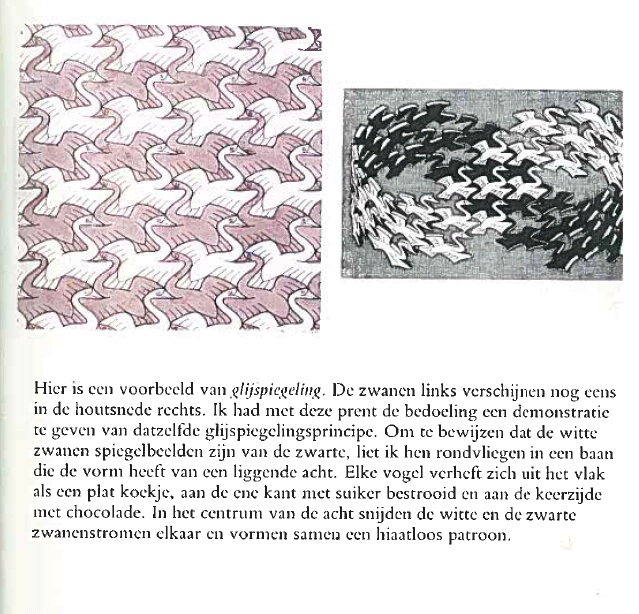 Hier is een voorbeeld van glijspiegeling. De zwanen links verschijnen nog eens
in de houtsnede rechts. Ik had met deze prent de bedoeling een demonstratie
te geven van datzelfde glijspiegelingsprincipe. Om te bewijzen dat de witte
zwanen spiegelbeelden zijn van de zwarte, liet ik hen rondvliegen in een baan
die de vorm heeft van een liggende acht. Elke vogel verheft zich uit het vlak
als een plat koekje, aan de ene kant met suiker bestrooid en aan de keerzijde
met chocolade. In het centrum van de acht snijden de witte en de zwarte
zwanenstromen elkaar en vormen samen een hiaatloos patroon.